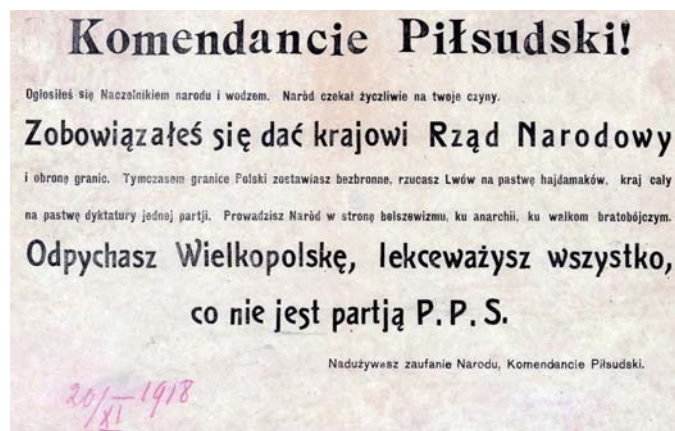 Komendancie Piłsudski!
Ogłosiłeś się Naczelnikiem narodu i wodzem. Naród czekał życzliwie na twoje czyny.
Zobowiązałeś się dać krajowi Rząd Narodowy
i obronę granic. Tymczasem granice Polski zostawiasz bezbronne, rzucasz Lwów na pastwę hajdamaków, kraj cały
na pastwę dyktatury jednej partji. Prowadzisz Naród w stronę bolszewizmu, ku anarchii, ku walkom bratobójczym.
Odpychasz Wielkopolskę, lekceważysz wszystko,
co nie jest partją P. P. S.
Nadużywasz zaufanie Narodu, Komendancie Piłsudski.
20/XI—1918